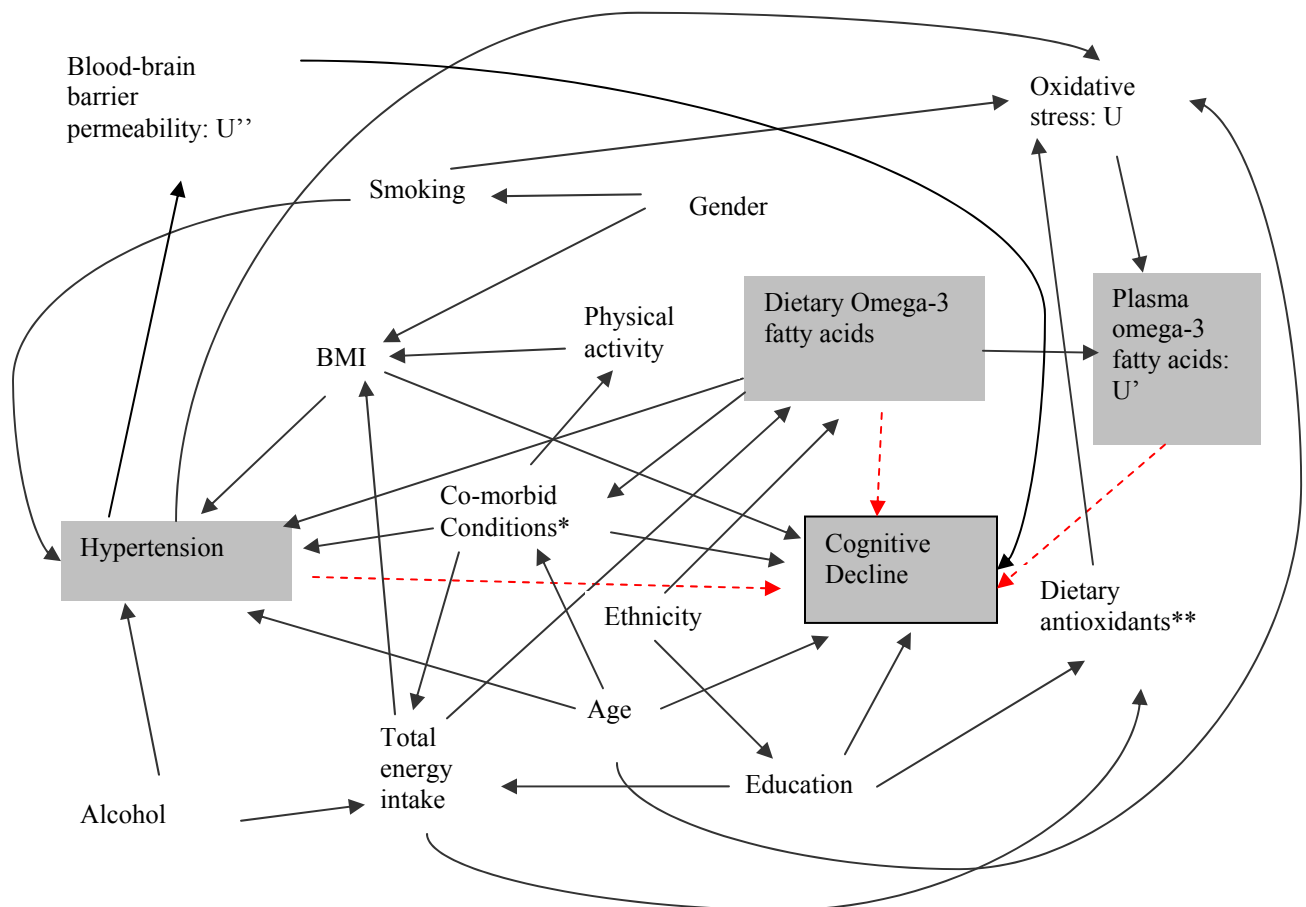 Blood-brain
barrier
permeability: U’’
Oxidative
stress: U
Smoking
Gender
Dietary Omega-3
fatty acids
Plasma
omega-3
fatty acids:
U’
Physical
activity
BMI
Co-morbid
Conditions*
Hypertension
Cognitive
Decline
Dietary
antioxidants**
Ethnicity
Age
Total
energy
intake
Education
Alcohol